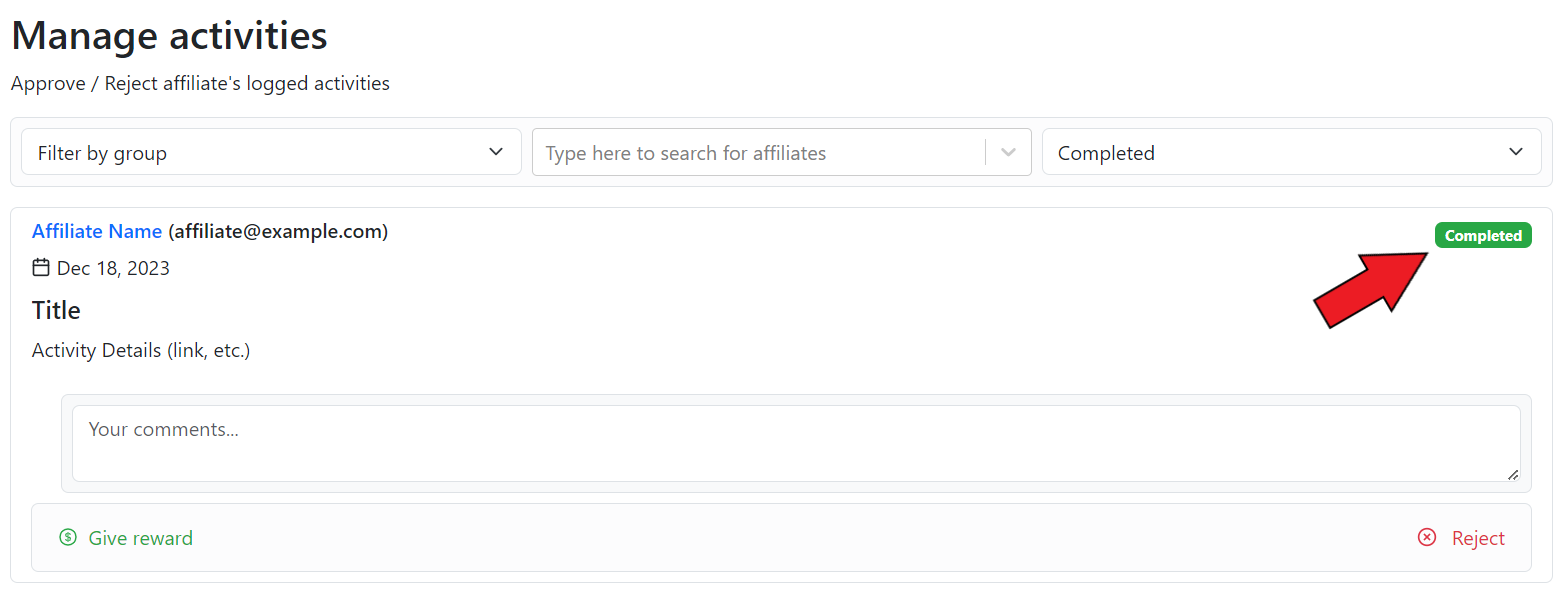 Manage activities
Approve / Reject affiliate's logged activities
Filter by group
Type here to search for affiliates
Completed
Affiliate Name (affiliate@example.com)
Completed
Dec 18, 2023
Title
Activity Details (link, etc.)
Your comments...
Give reward
Reject